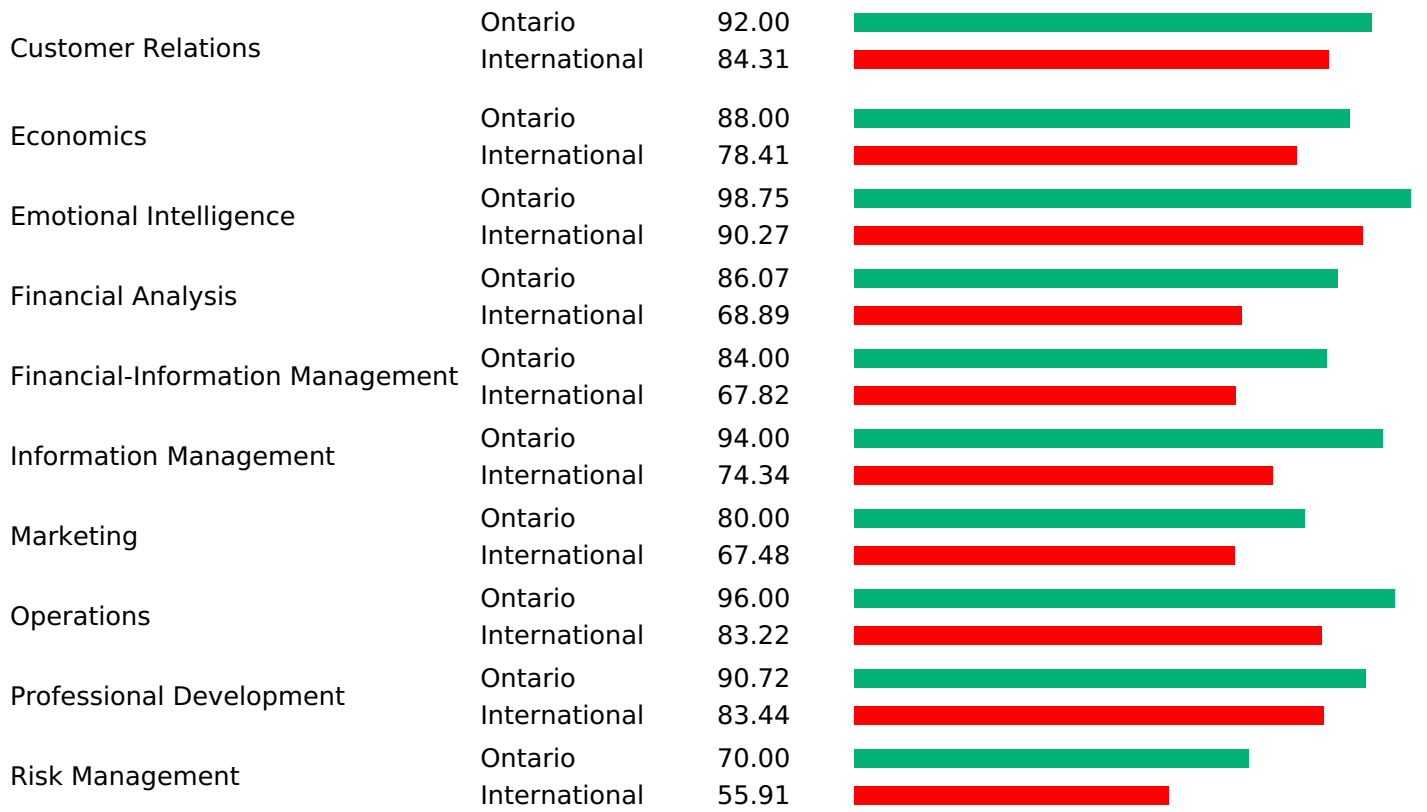 Customer Relations
Ontario 92.00
International 84.31
Economics
Ontario 88.00
International 78.41
Emotional Intelligence
Ontario 98.75
International 90.27
Financial Analysis
Ontario 86.07
International 68.89
Financial-Information Management
Ontario 84.00
International 67.82
Information Management
Ontario 94.00
International 74.34
Marketing
Ontario 80.00
International 67.48
Operations
Ontario 96.00
International 83.22
Professional Development
Ontario 90.72
International 83.44
Risk Management
Ontario 70.00
International 55.91